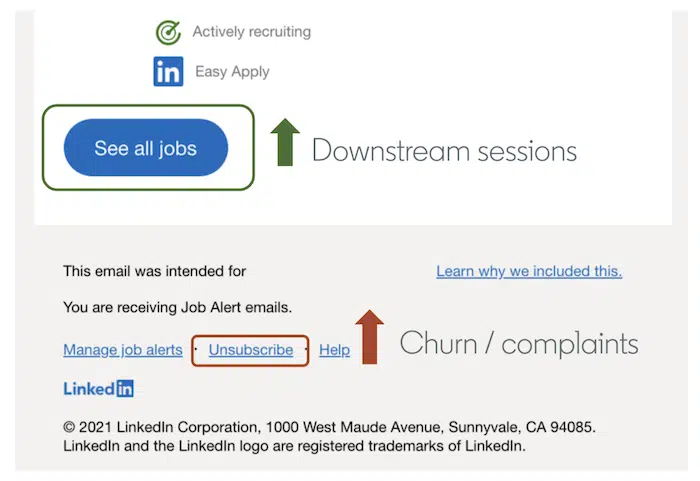 Actively recruiting
in Easy Apply
See all jobs
Downstream sessions
This email was intended for Learn why we included this.
You are receiving Job Alert emails.
Manage job alerts · Unsubscribe · Help
Churn / complaints
LinkedIn
© 2021 LinkedIn Corporation, 1000 West Maude Avenue, Sunnyvale, CA 94085.
LinkedIn and the LinkedIn logo are registered trademarks of LinkedIn.